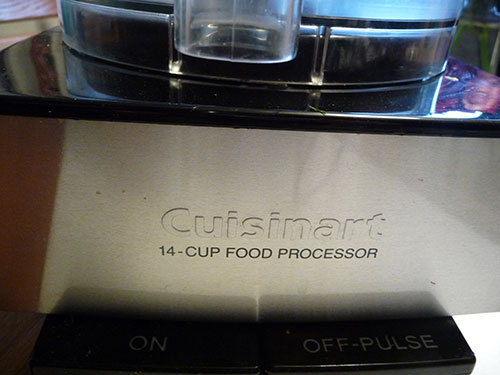 Cuisinart
14-CUP FOOD PROCESSOR
ON OFF-PULSE